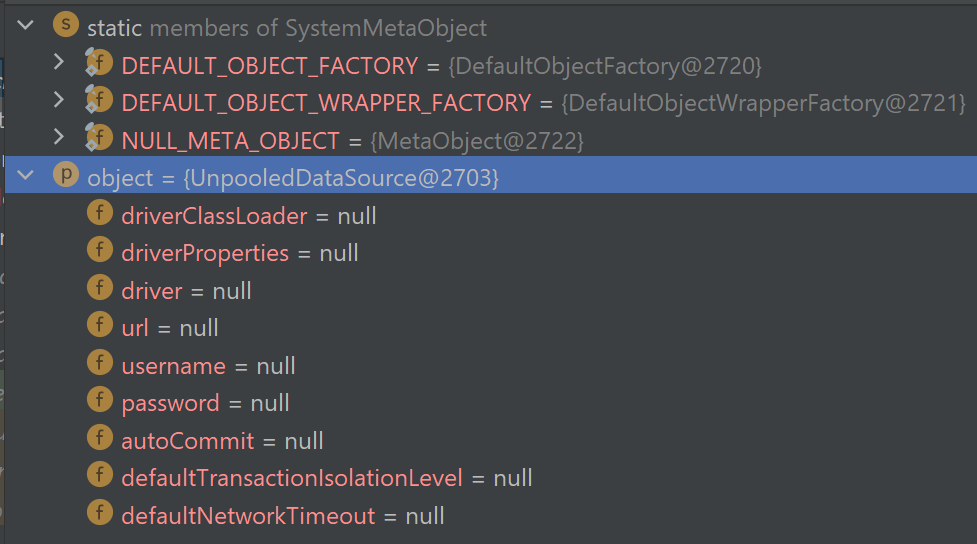 static members of SystemMetaObject
DEFAULT_OBJECT_FACTORY = {DefaultObjectFactory@2720}
DEFAULT_OBJECT_WRAPPER_FACTORY = {DefaultObjectWrapperFactory@2721}
NULL_META_OBJECT = {MetaObject@2722}
object = {UnpooledDataSource@2703}
driverClassLoader = null
driverProperties = null
driver = null
url = null
username = null
password = null
autoCommit = null
defaultTransactionIsolationLevel = null
defaultNetworkTimeout = null